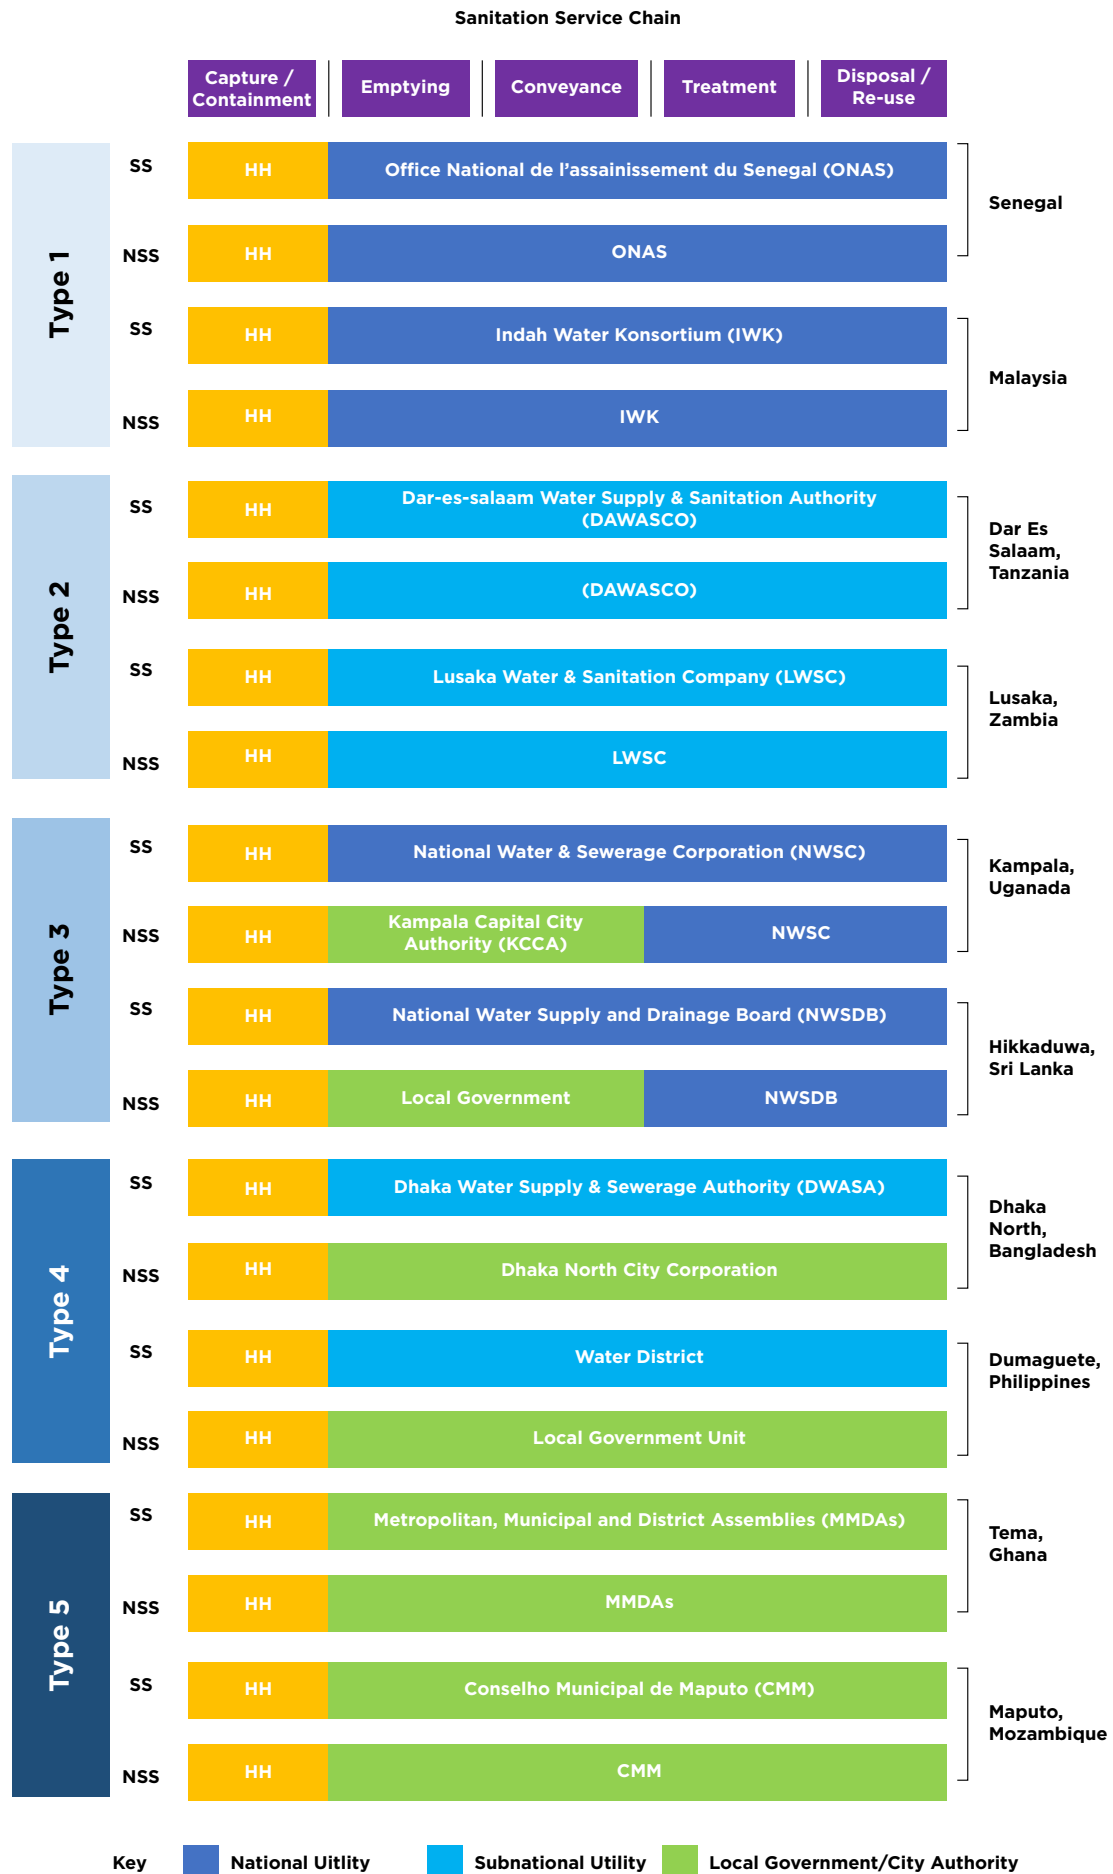 Sanitation Service Chain
Capture /
Containment
Emptying
Conveyance
Treatment
Disposal /
Re-use
Type 1
SS
HH
Office National de l’assainissement du Senegal (ONAS)
NSS
HH
ONAS
Senegal
SS
HH
Indah Water Konsortium (IWK)
NSS
HH
IWK
Malaysia
Type 2
SS
HH
Dar-es-salaam Water Supply & Sanitation Authority
(DAWASCO)
NSS
HH
(DAWASCO)
Dar Es
Salaam,
Tanzania
SS
HH
Lusaka Water & Sanitation Company (LWSC)
NSS
HH
LWSC
Lusaka,
Zambia
Type 3
SS
HH
National Water & Sewerage Corporation (NWSC)
NSS
HH
Kampala Capital City
Authority (KCCA)
NWSC
Kampala,
Uganada
SS
HH
National Water Supply and Drainage Board (NWSDB)
NSS
HH
Local Government
NWSDB
Hikkaduwa,
Sri Lanka
Type 4
SS
HH
Dhaka Water Supply & Sewerage Authority (DWASA)
NSS
HH
Dhaka North City Corporation
Dhaka
North,
Bangladesh
SS
HH
Water District
NSS
HH
Local Government Unit
Dumaguete,
Philippines
Type 5
SS
HH
Metropolitan, Municipal and District Assemblies (MMDAs)
NSS
HH
MMDAs
Tema,
Ghana
SS
HH
Conselho Municipal de Maputo (CMM)
NSS
HH
CMM
Maputo,
Mozambique
Key
National Uitlity
Subnational Utility
Local Government/City Authority